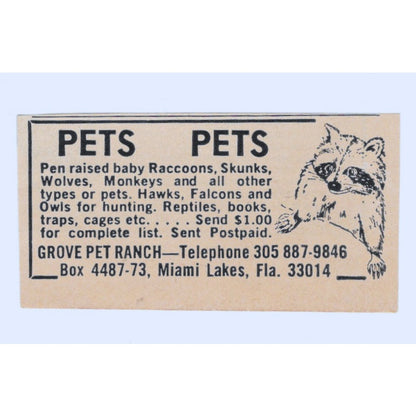 PETS PETS
Pen raised baby Raccoons, Skunks,
Wolves, Monkeys and all other
types or pets. Hawks, Falcons and
Owls for hunting. Reptiles, books,
traps, cages etc..... Send $1.00
for complete list. Sent Postpaid.
GROVE PET RANCH—Telephone 305 887-9846
Box 4487-73, Miami Lakes, Fla. 33014